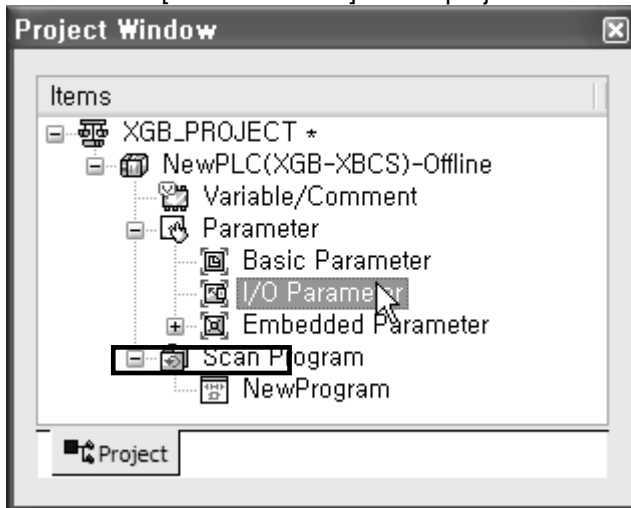 Project Window
Items
XGB_PROJECT *
NewPLC(XGB-XBCS)-Offline
Variable/Comment
Parameter
Basic Parameter
I/O Parameter
Embedded Parameter
Scan Program
NewProgram
Project